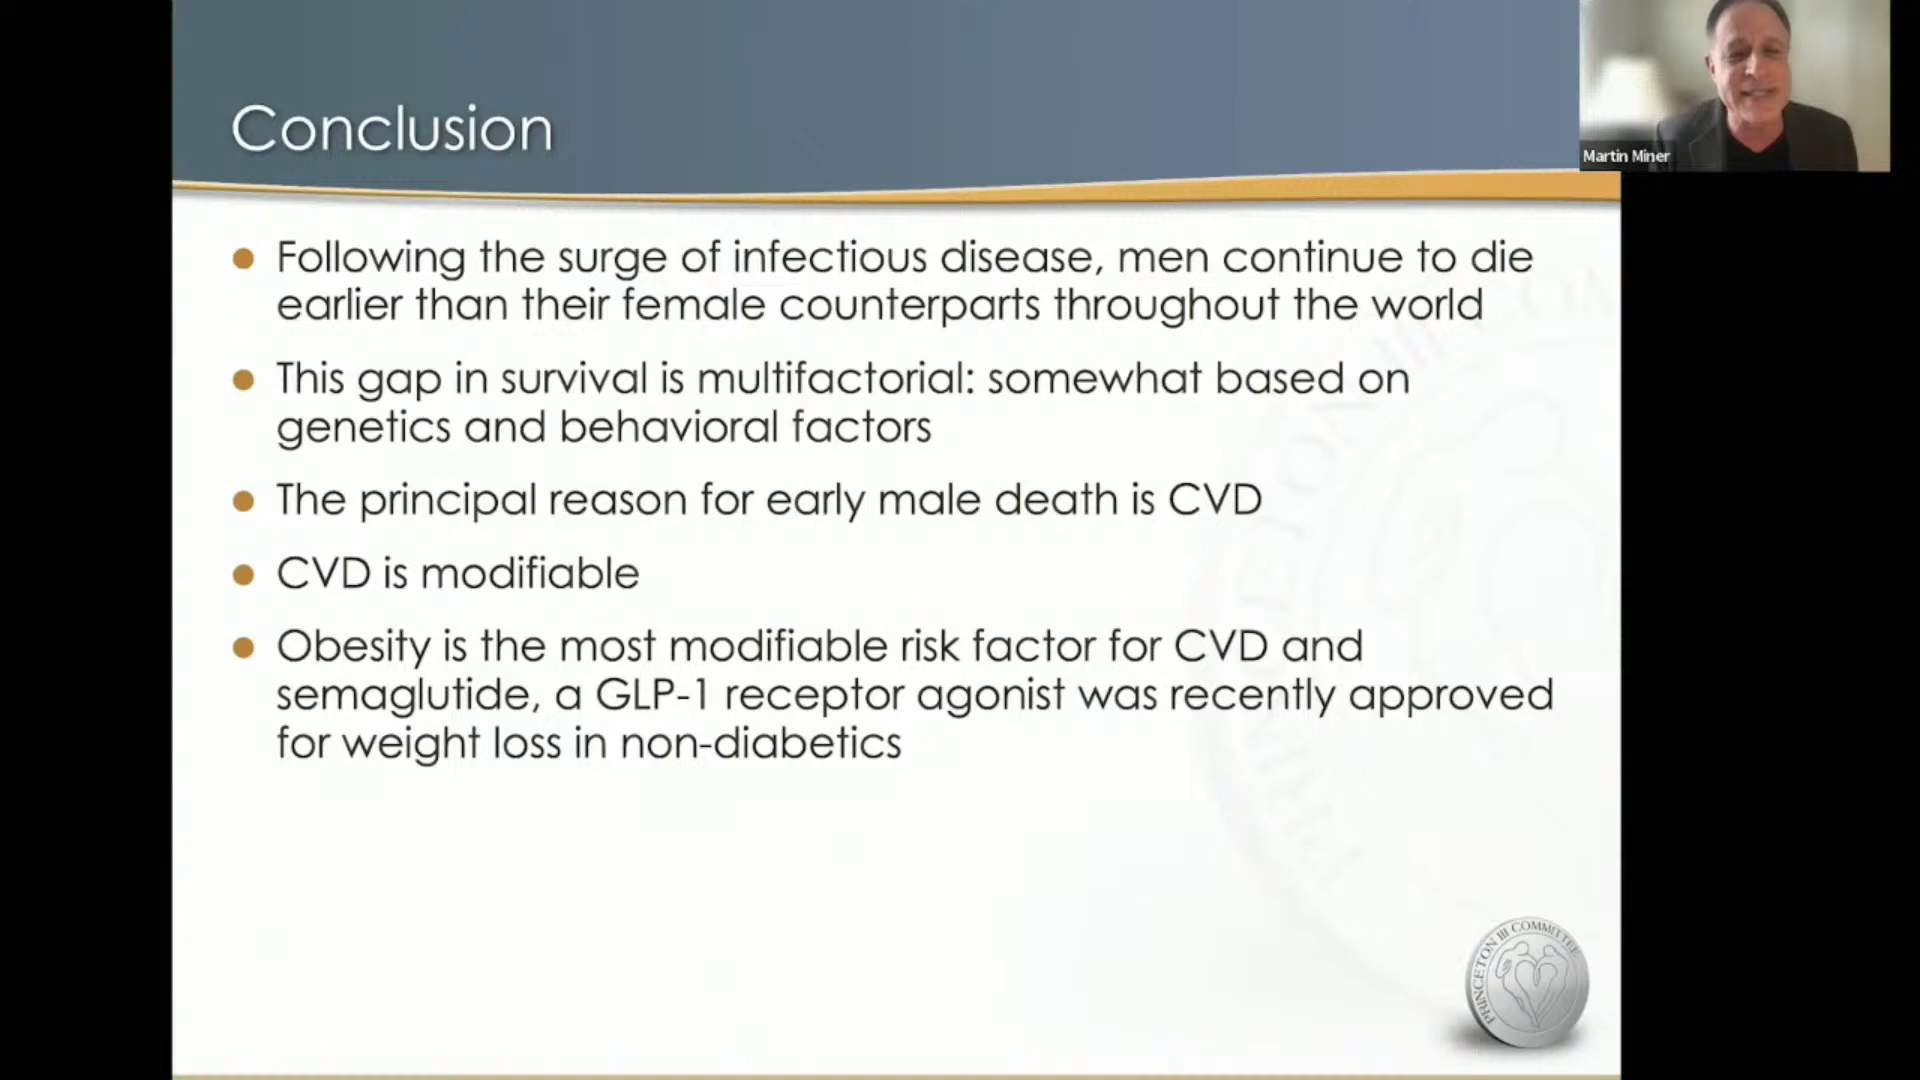 Conclusion
Martin Miner
Following the surge of infectious disease, men continue to die
earlier than their female counterparts throughout the world
This gap in survival is multifactorial: somewhat based on
genetics and behavioral factors
The principal reason for early male death is CVD
CVD is modifiable
Obesity is the most modifiable risk factor for CVD and
semaglutide, a GLP-1 receptor agonist was recently approved
for weight loss in non-diabetics
PRINCETON III COMMITTEE